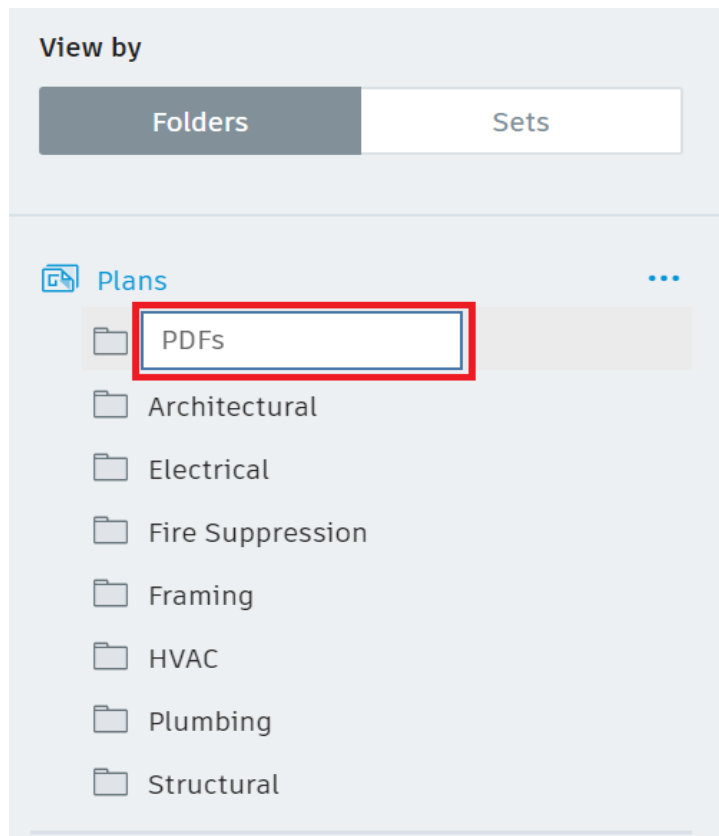 View by
Folders Sets
Plans
PDFs
Architectural
Electrical
Fire Suppression
Framing
HVAC
Plumbing
Structural